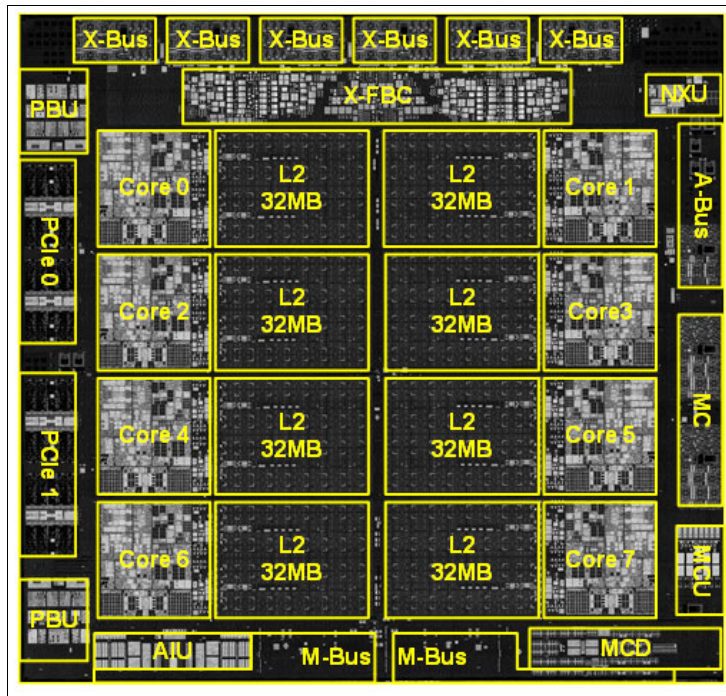 X-Bus X-Bus X-Bus X-Bus X-Bus X-Bus
X-FBC
PBU
NXU
Core 0
L2
32MB
L2
32MB
Core 1
A-Bus
PCIe 0
Core 2
L2
32MB
L2
32MB
Core3
MC
PCIe 1
Core 4
L2
32MB
L2
32MB
Core 5
Core 6
L2
32MB
L2
32MB
Core 7
MCU
PBU
AIU
M-Bus
M-Bus
MCD